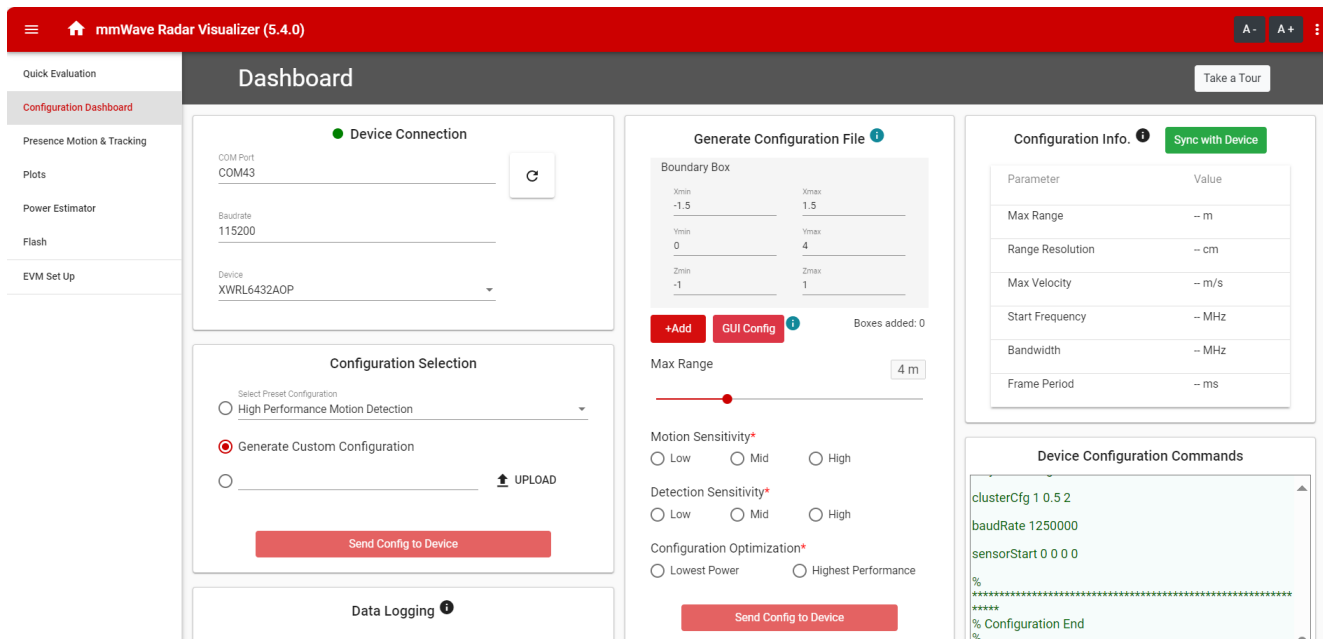 mmWave Radar Visualizer (5.4.0)
A -
A +
Quick Evaluation
Configuration Dashboard
Presence Motion & Tracking
Plots
Power Estimator
Flash
EVM Set Up
Dashboard
Take a Tour
Device Connection
COM Port
COM43
Baudrate
115200
Device
XWRL6432AOP
Configuration Selection
Select Preset Configuration
High Performance Motion Detection
Generate Custom Configuration
UPLOAD
Send Config to Device
Data Logging
Generate Configuration File
Boundary Box
Xmin Xmax
-1.5 1.5
Ymin Ymax
0 4
Zmin Zmax
-1 1
+Add
GUI Config
Boxes added: 0
Max Range
4 m
Motion Sensitivity*
Low Mid High
Detection Sensitivity*
Low Mid High
Configuration Optimization*
Lowest Power Highest Performance
Send Config to Device
Configuration Info.
Sync with Device
Parameter Value
Max Range -- m
Range Resolution -- cm
Max Velocity -- m/s
Start Frequency -- MHz
Bandwidth -- MHz
Frame Period -- ms
Device Configuration Commands
clusterCfg 1 0.5 2
baudRate 1250000
sensorStart 0 0 0 0
%
***********************************************************
*****
% Configuration End
%